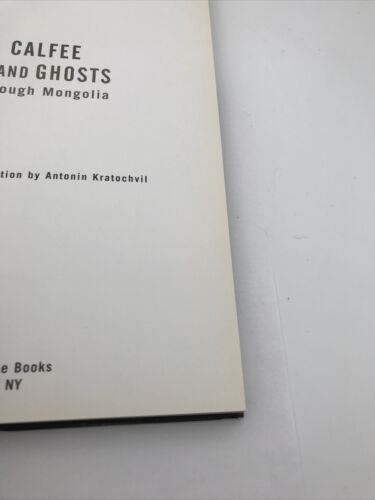 CALFEE
AND GHOSTS
ough Mongolia
tion by Antonin Kratochvil
e Books
NY